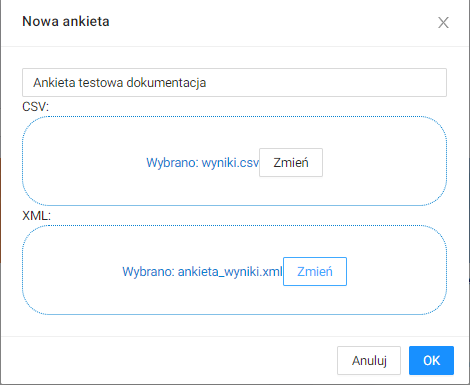 Nowa ankieta
Ankieta testowa dokumentacja
CSV:
Wybrano: wyniki.csv Zmień
XML:
Wybrano: ankieta_wyniki.xml Zmień
Anuluj OK